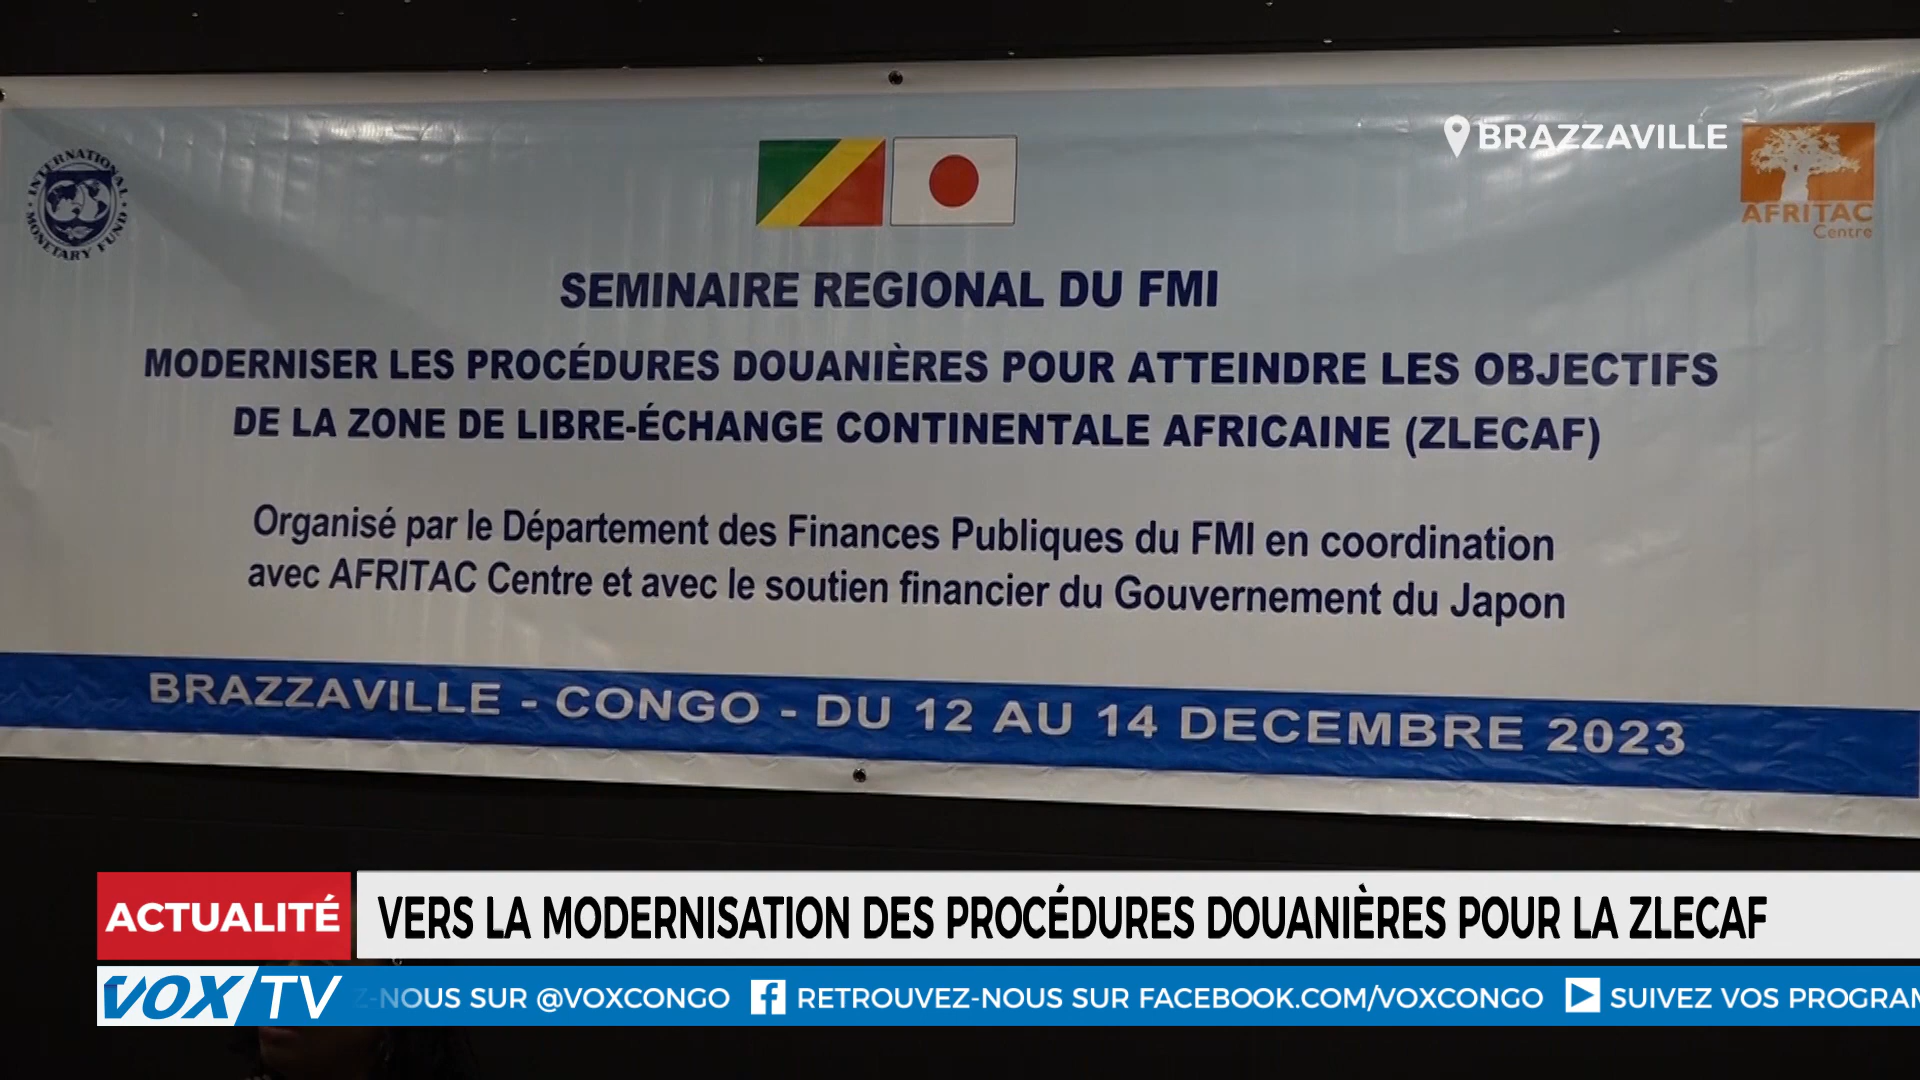 BRAZZAVILLE
INTERNATIONAL
MONETARY FUND
AFRITAC
Centre
SEMINAIRE REGIONAL DU FMI
MODERNISER LES PROCÉDURES DOUANIÈRES POUR ATTEINDRE LES OBJECTIFS
DE LA ZONE DE LIBRE-ÉCHANGE CONTINENTALE AFRICAINE (ZLECAF)
Organisé par le Département des Finances Publiques du FMI en coordination
avec AFRITAC Centre et avec le soutien financier du Gouvernement du Japon
BRAZZAVILLE - CONGO - DU 12 AU 14 DECEMBRE 2023
ACTUALITÉ
VERS LA MODERNISATION DES PROCÉDURES DOUANIÈRES POUR LA ZLECAF
VOX TV
Z-NOUS SUR @VOXCONGO RETROUVEZ-NOUS SUR FACEBOOK.COM/VOXCONGO SUIVEZ VOS PROGRAM